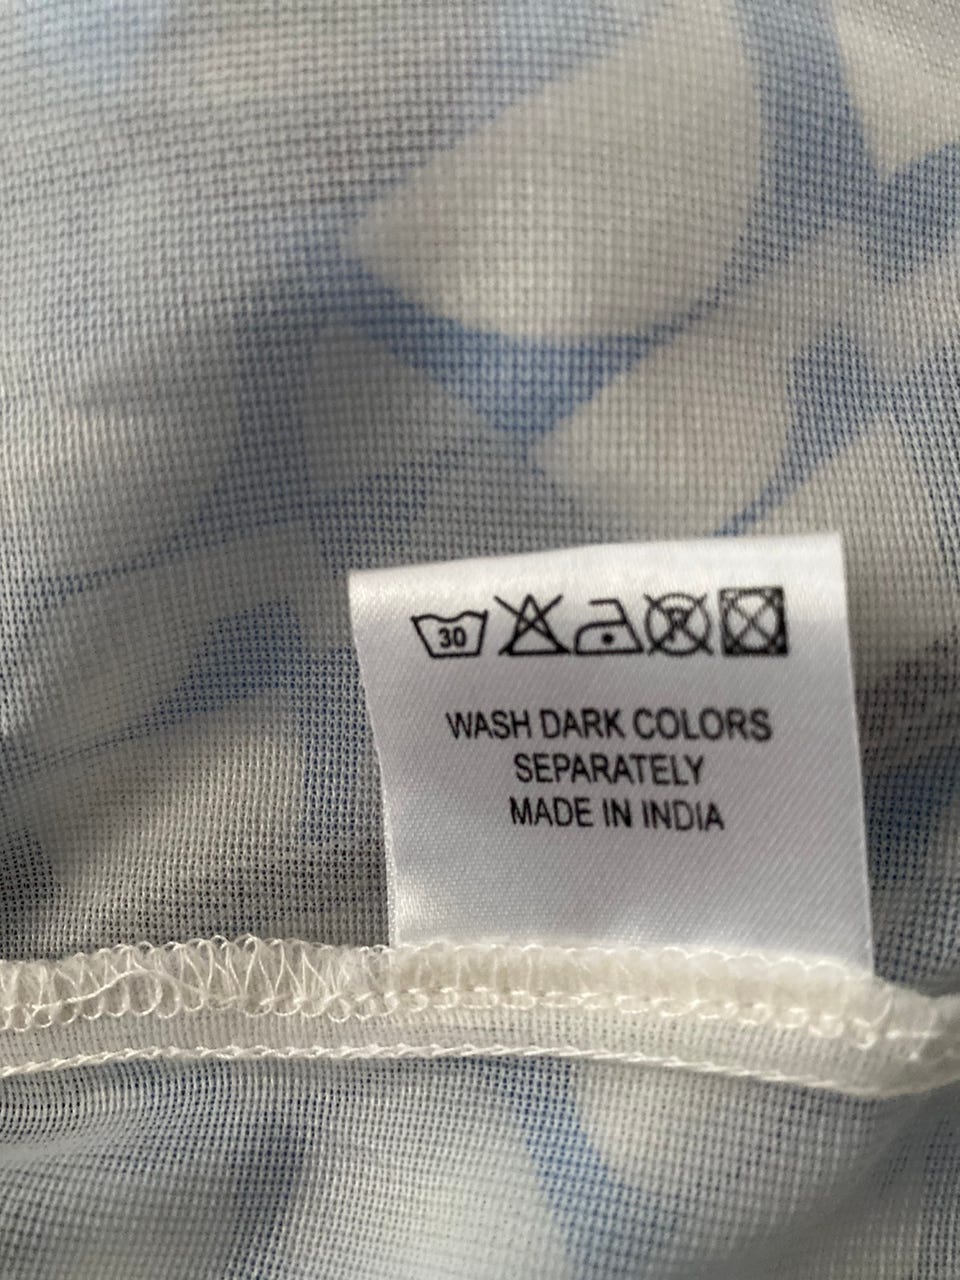 30
WASH DARK COLORS
SEPARATELY
MADE IN INDIA